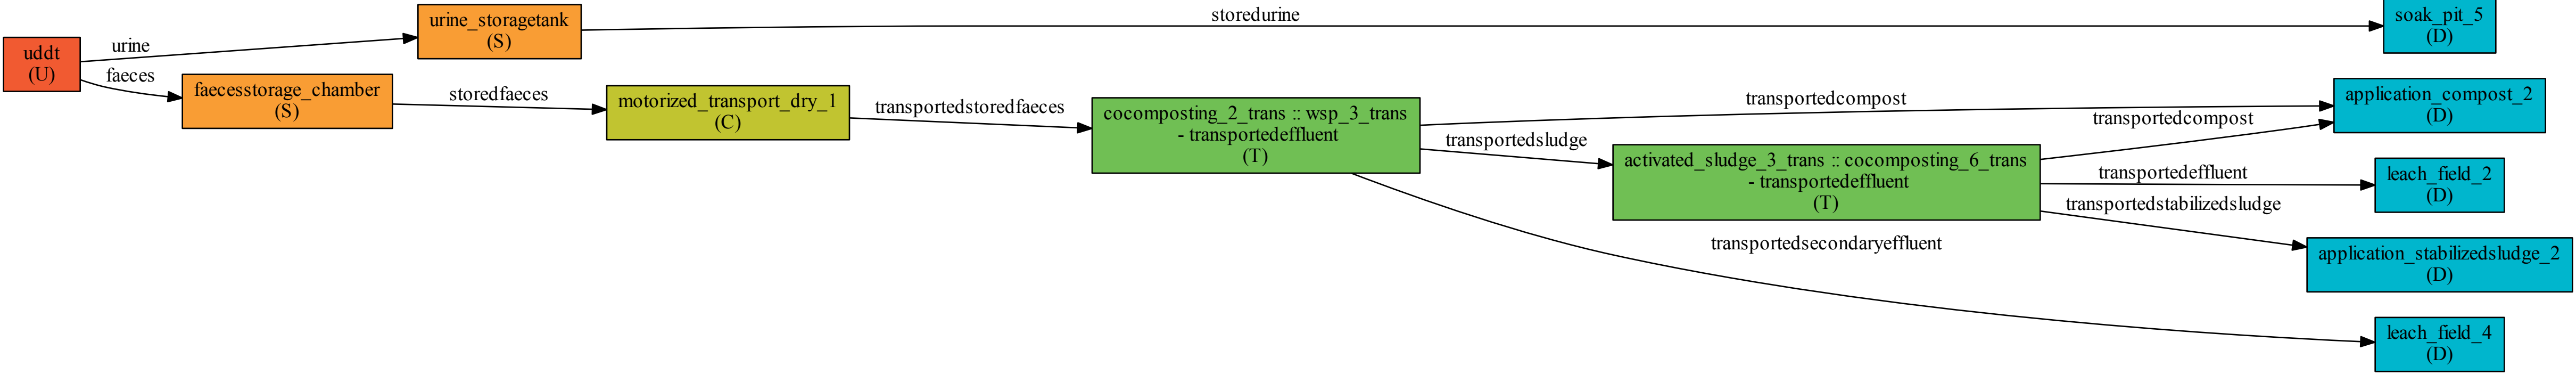 uddt
(U)
urine
faeces
urine_storagetank
(S)
faecesstorage_chamber
(S)
storedurine
storedfaeces
motorized_transport_dry_1
(C)
transportedstoredfaeces
cocomposting_2_trans :: wsp_3_trans
- transportedeffluent
(T)
transportedcompost
transportedsludge
transportedsecondaryeffluent
activated_sludge_3_trans :: cocomposting_6_trans
- transportedeffluent
(T)
transportedcompost
transportedeffluent
transportedstabilizedsludge
soak_pit_5
(D)
application_compost_2
(D)
leach_field_2
(D)
application_stabilizedsludge_2
(D)
leach_field_4
(D)